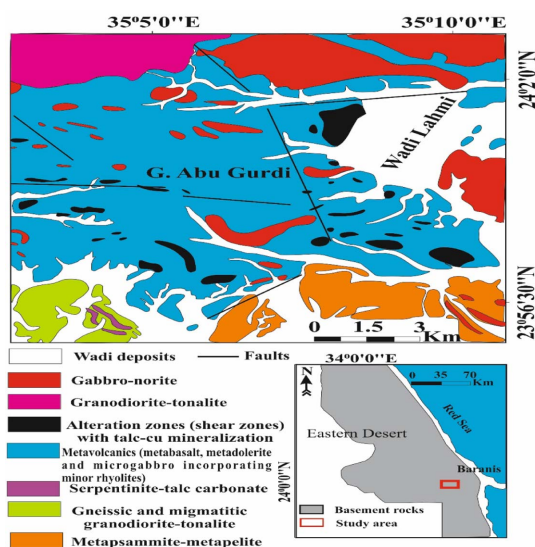 35º5'0''E
35º10'0''E
24º2'0''N
Wadi Lahmi
G. Abu Gurdi
23º56'30''N
0 1.5 3
Km
Wadi deposits
Faults
Gabbro-norite
Granodiorite-tonalite
Alteration zones (shear zones)
with talc-cu mineralization
Metavolcanics (metabasalt, metadolerite
and microgabbro incorporating
minor rhyolites)
Serpentinite-talc carbonate
Gneissic and migmatitic
granodiorite-tonalite
Metapsammite-metapelite
34º0'0''E
N
0 35 70
Km
Red Sea
Eastern Desert
Baranis
24º0'0''N
Basement rocks
Study area